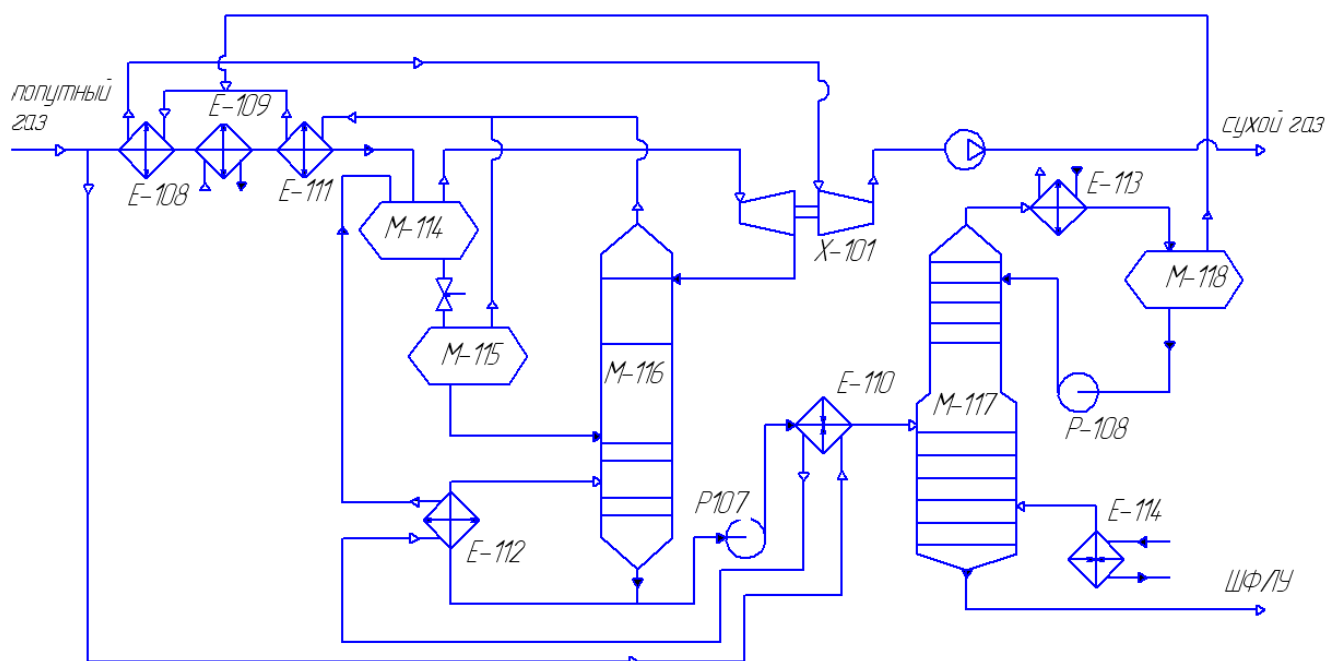 попутный
газ
E-109
сухой газ
E-108
E-111
E-113
M-114
X-101
M-118
M-115
M-116
E-110
M-117
P-108
P107
E-114
E-112
ШФЛУ